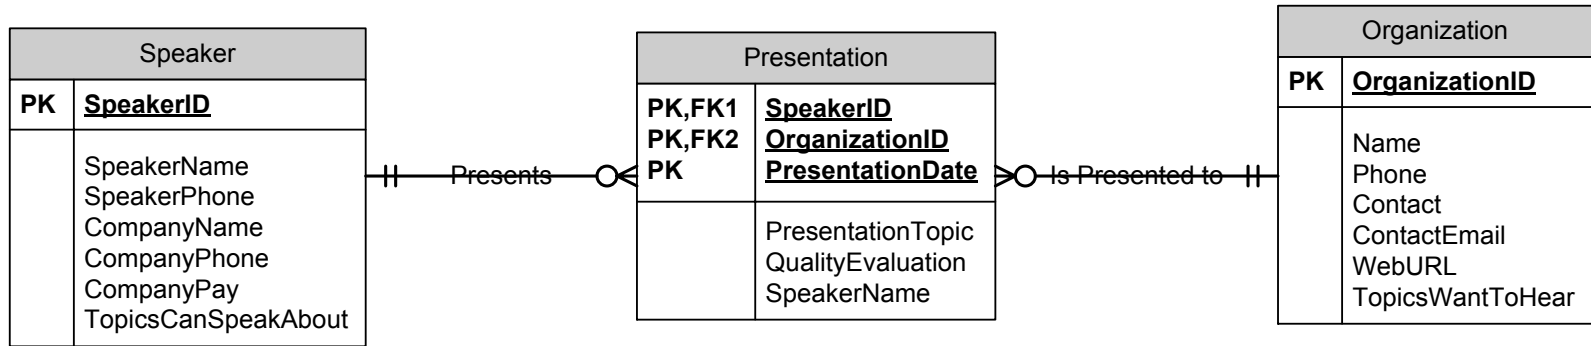 Speaker
PK SpeakerID
SpeakerName
SpeakerPhone
CompanyName
CompanyPhone
CompanyPay
TopicsCanSpeakAbout
Presents
Presentation
PK,FK1 SpeakerID
PK,FK2 OrganizationID
PK PresentationDate
PresentationTopic
QualityEvaluation
SpeakerName
Is Presented to
Organization
PK OrganizationID
Name
Phone
Contact
ContactEmail
WebURL
TopicsWantToHear